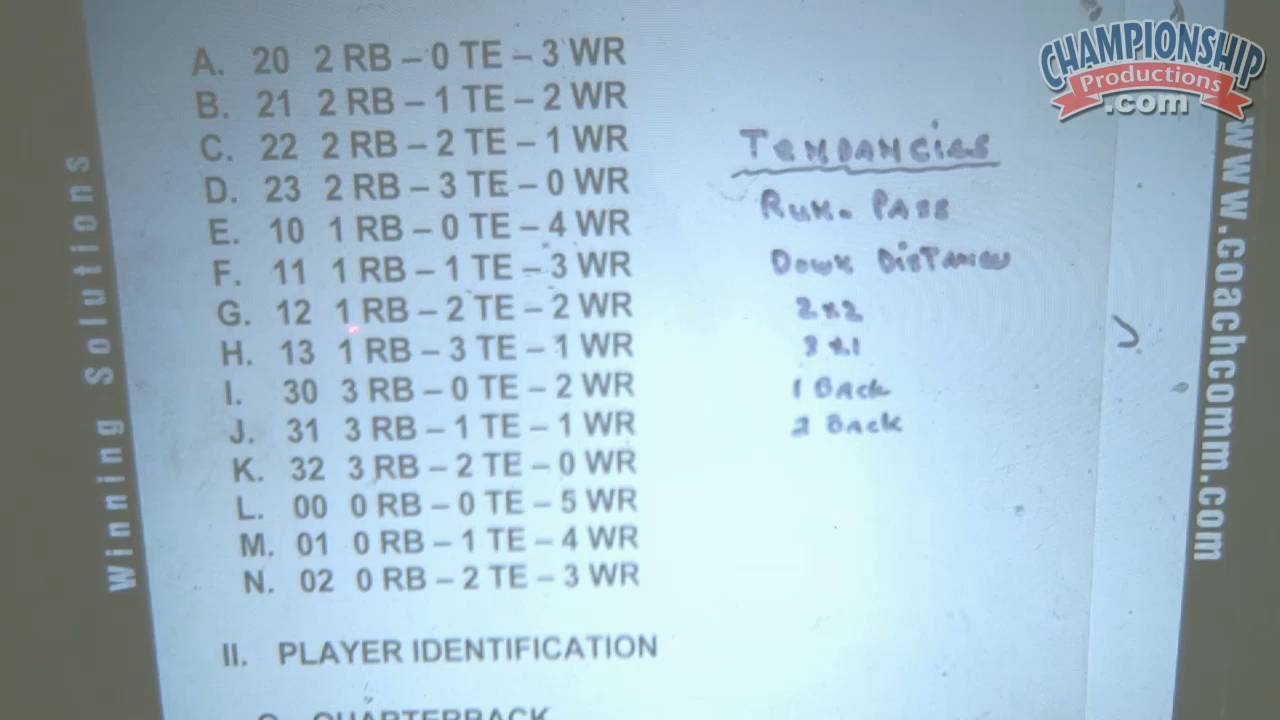 CHAMPIONSHIP
Productions
.com
A. 20 2 RB – 0 TE – 3 WR
B. 21 2 RB – 1 TE – 2 WR
C. 22 2 RB – 2 TE – 1 WR
D. 23 2 RB – 3 TE – 0 WR
E. 10 1 RB – 0 TE – 4 WR
F. 11 1 RB – 1 TE – 3 WR
G. 12 1 RB – 2 TE – 2 WR
H. 13 1 RB – 3 TE – 1 WR
I. 30 3 RB – 0 TE – 2 WR
J. 31 3 RB – 1 TE – 1 WR
K. 32 3 RB – 2 TE – 0 WR
L. 00 0 RB – 0 TE – 5 WR
M. 01 0 RB – 1 TE – 4 WR
N. 02 0 RB – 2 TE – 3 WR
II. PLAYER IDENTIFICATION
QUARTERBACK
TENDANCIES
RUN. PASS
DOWN DISTANCE
2x2
3x1
1 BACK
2 BACK
Winning Solutions
www.coachcomm.com